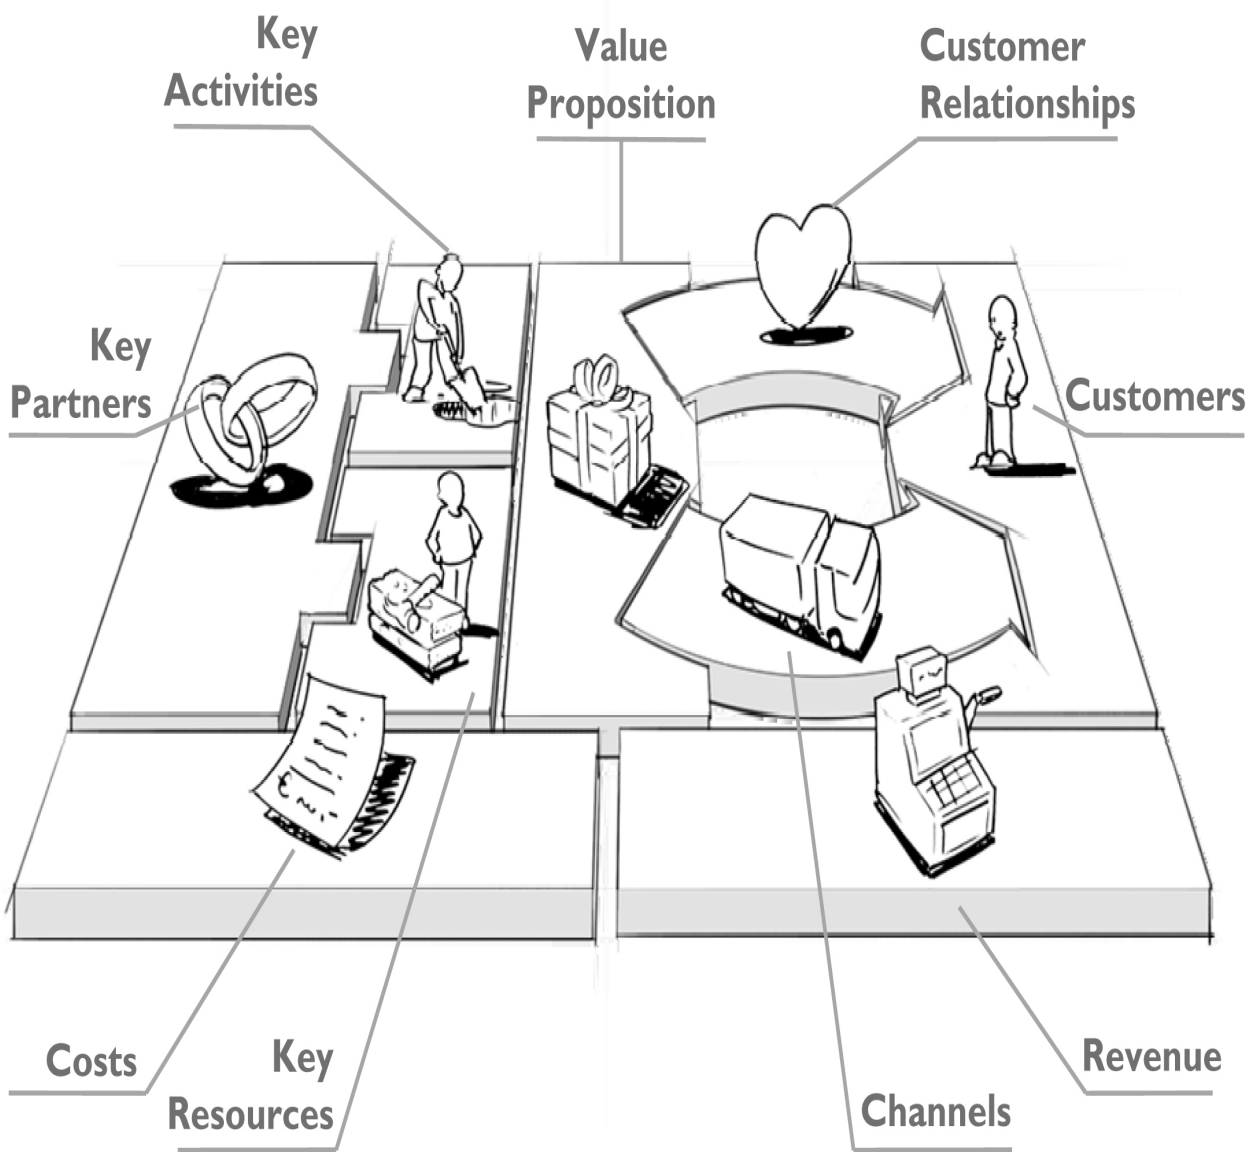 Key
Activities
Value
Proposition
Customer
Relationships
Key
Partners
Customers
Costs
Key
Resources
Channels
Revenue